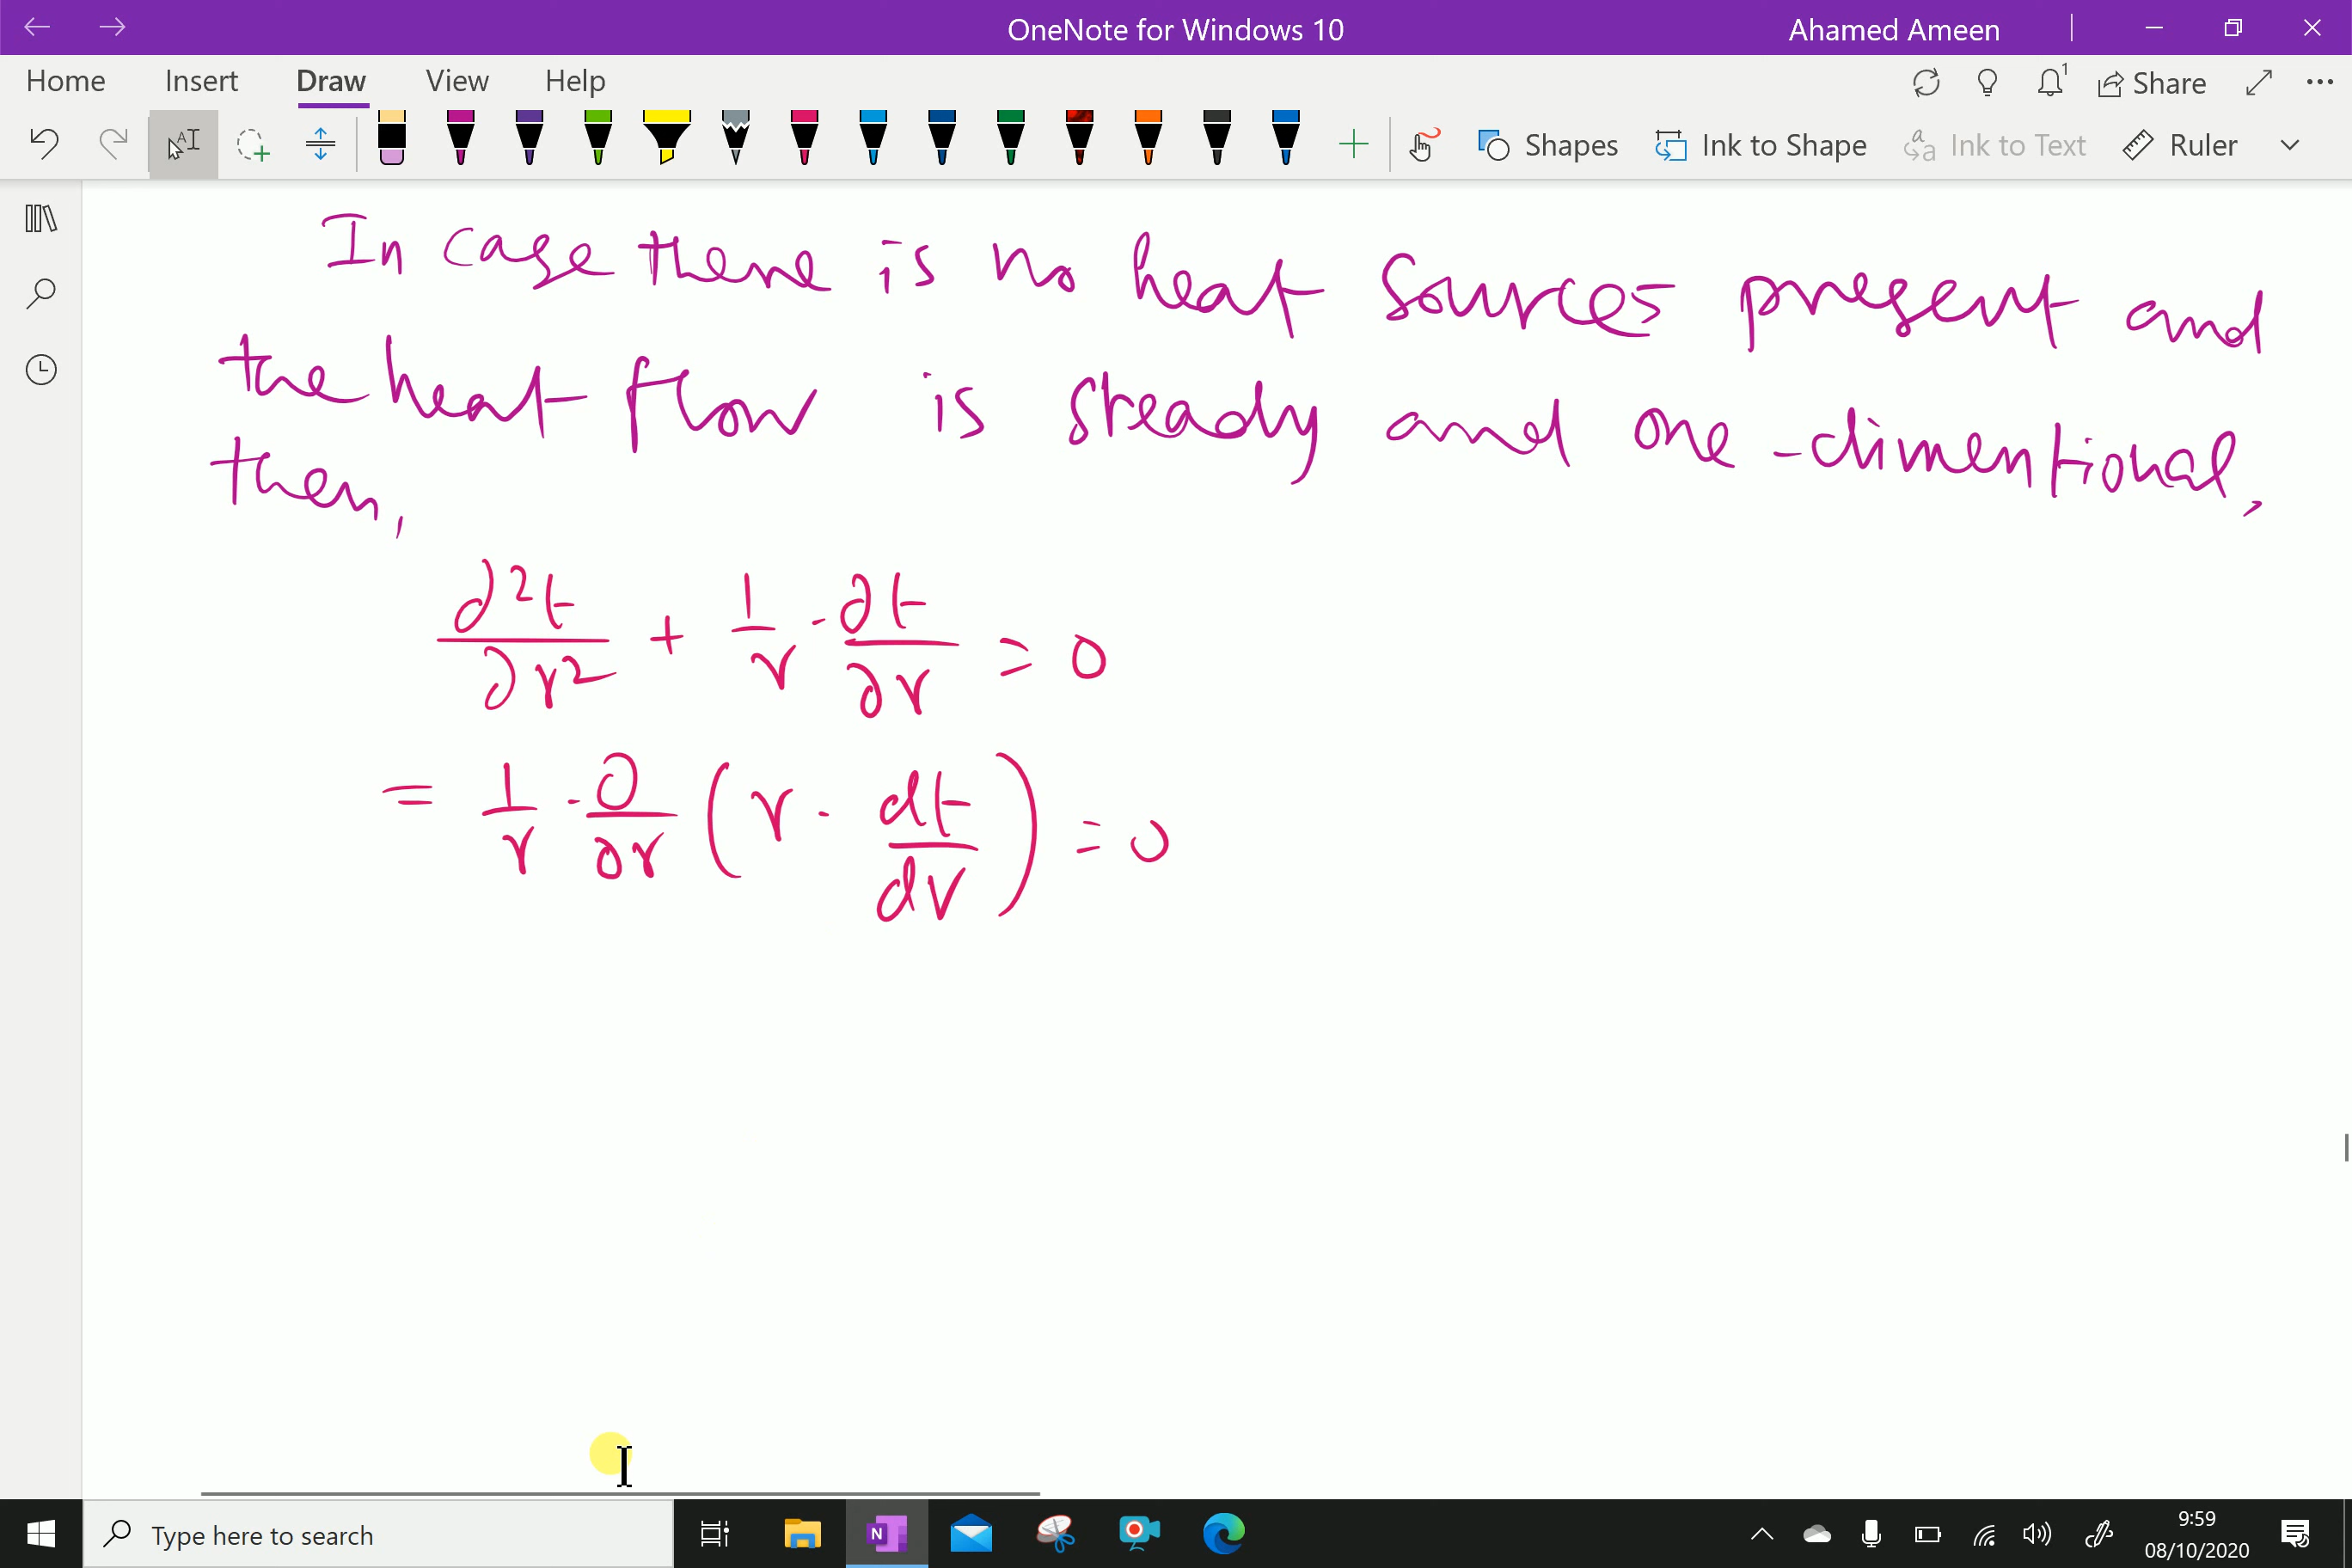 OneNote for Windows 10
Ahamed Ameen
Home Insert Draw View Help
1
Share
Shapes Ink to Shape Ink to Text Ruler
In case there is no heat sources present and
the heat flow is steady and one-dimentional,
then,
∂²t/∂r² + 1/r · ∂t/∂r = 0
= 1/r · ∂/∂r (r · dt/dr) = 0
Type here to search
N
9:59
08/10/2020